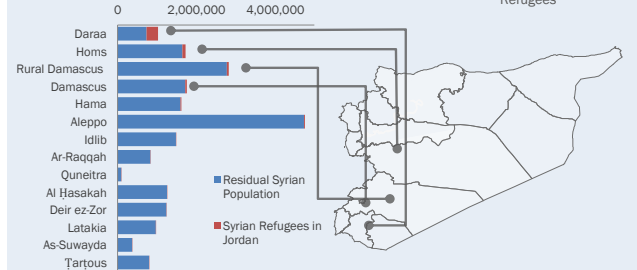 Refugees
0 2,000,000 4,000,000
Daraa
Homs
Rural Damascus
Damascus
Hama
Aleppo
Idlib
Ar-Raqqah
Quneitra
Al Ḥasakah
Deir ez-Zor
Latakia
As-Suwayda
Ṭarṭous
Residual Syrian
Population
Syrian Refugees in
Jordan